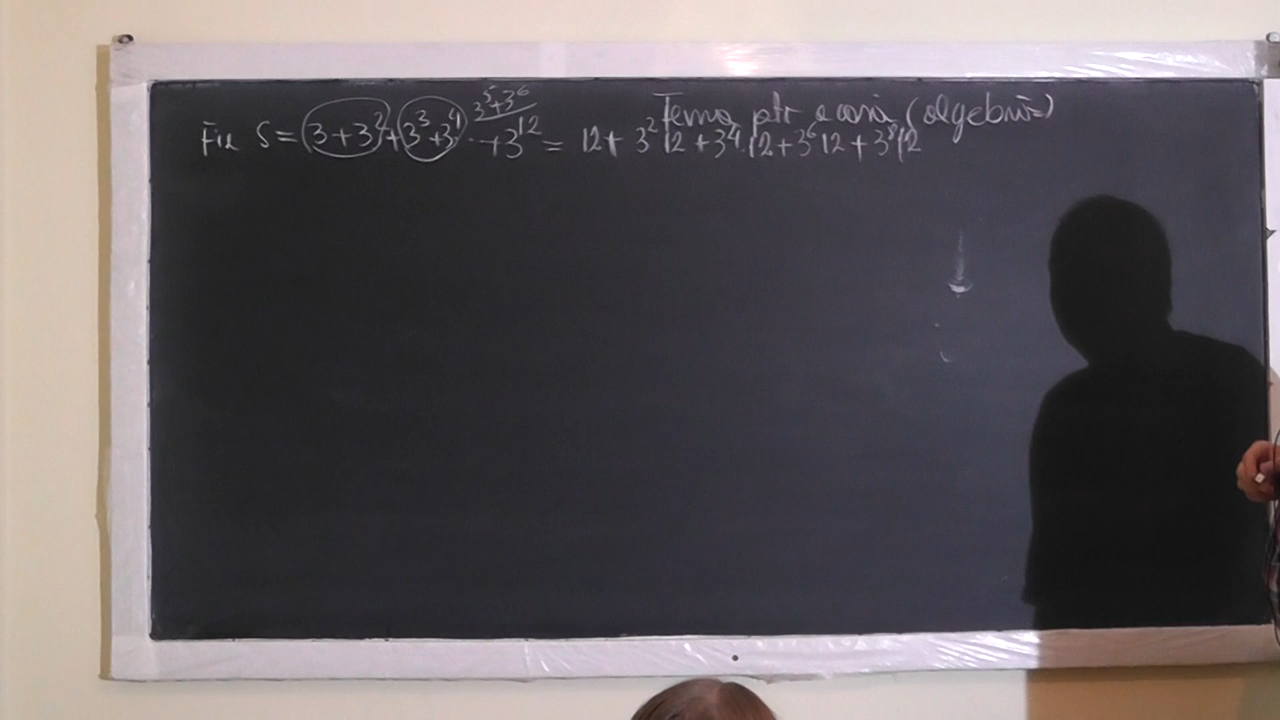 Temă ptr acasă (algebră)
3⁵+3⁶
Fie S = (3+3²)+(3³+3⁴)...+3¹² = 12+ 3² 12 + 3⁴.12 + 3⁶ 12 + 3⁸ 12